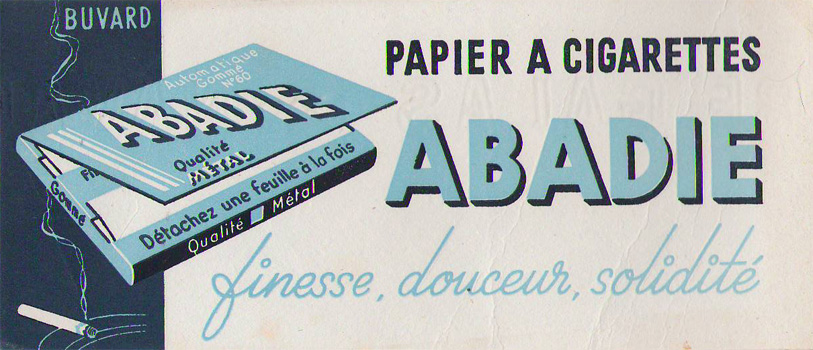 BUVARD
PAPIER A CIGARETTES
ABADIE
finesse, douceur, solidité
Automatique
Gommé
N°60
ABADIE
Qualité
MÉTAL
Gommé
Détachez une feuille à la fois
Qualité Métal